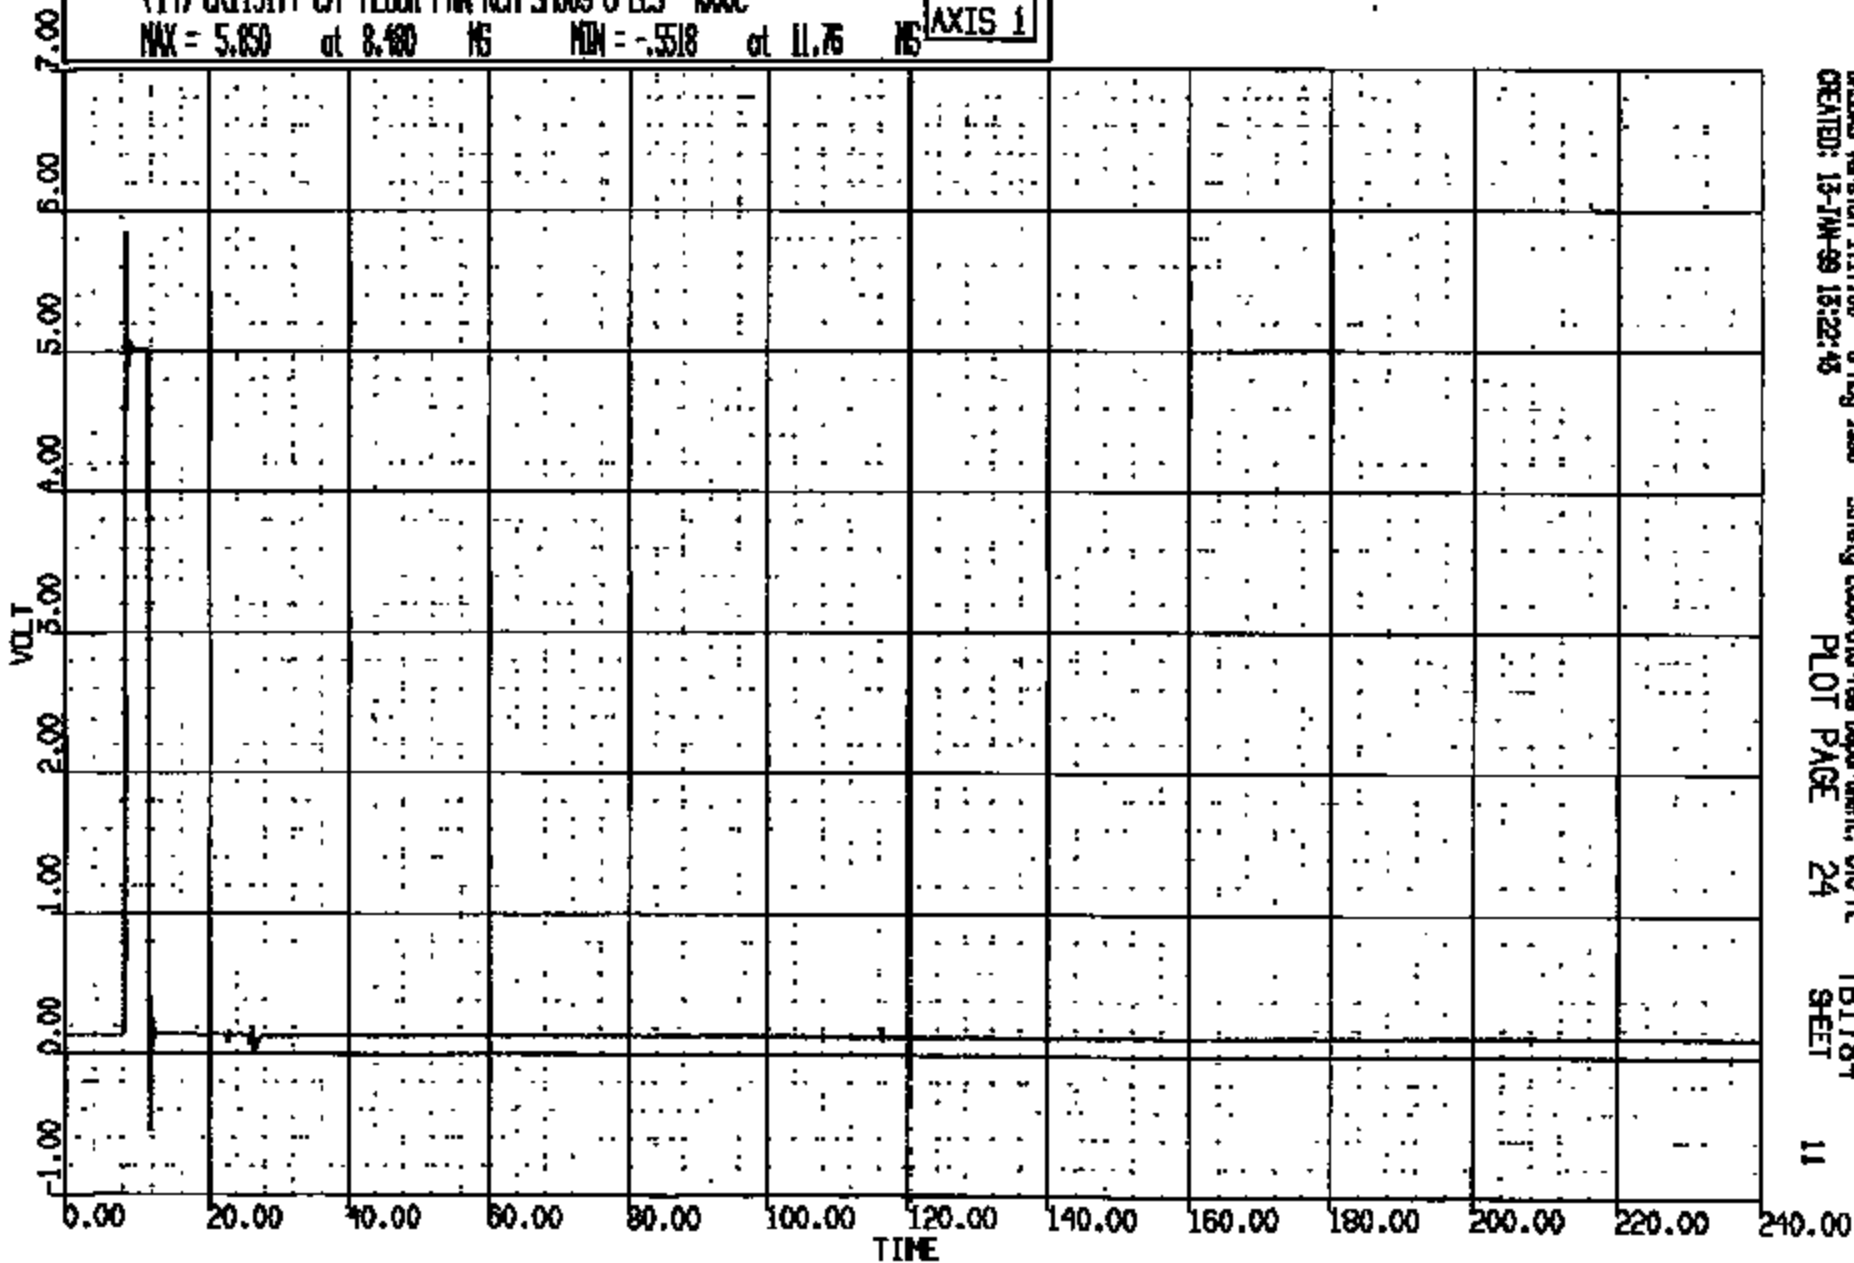 MAX = 5.850 at 8.480 MS MIN = -.5518 at 11.76 MS
AXIS 1
7.00
6.00
5.00
4.00
3.00
2.00
1.00
0.00
-1.00
VOLT
0.00 20.00 40.00 60.00 80.00 100.00 120.00 140.00 160.00 180.00 200.00 220.00 240.00
TIME
CREATED: 13-JAN-99 13:22:43
PLOT PAGE 24 SHEET 11